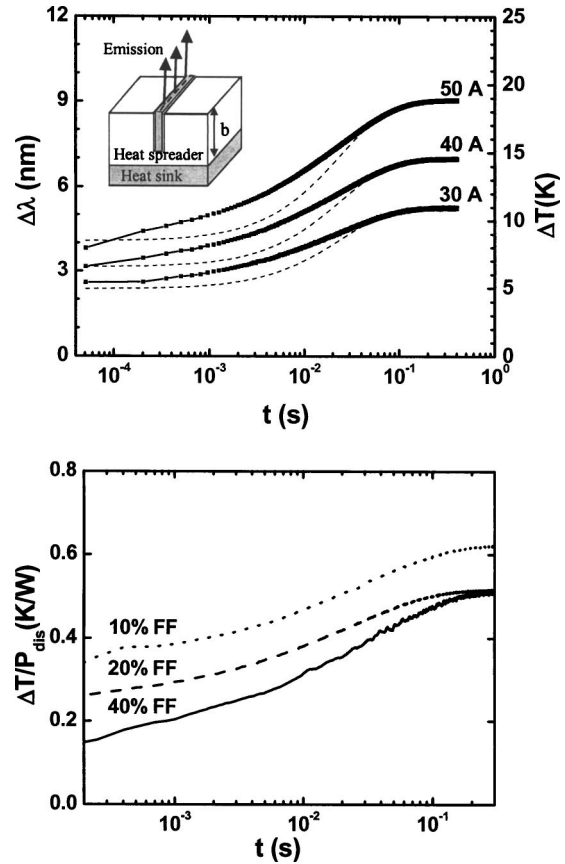 Δλ (nm)
12
9
6
3
0
Emission
b
Heat spreader
Heat sink
50 A
40 A
30 A
25
20
15
10
5
0
ΔT(K)
10⁻⁴
10⁻³
10⁻²
10⁻¹
10⁰
t (s)
ΔT/P_dis(K/W)
0.8
0.6
0.4
0.2
0.0
10% FF
20% FF
40% FF
10⁻³
10⁻²
10⁻¹
t (s)